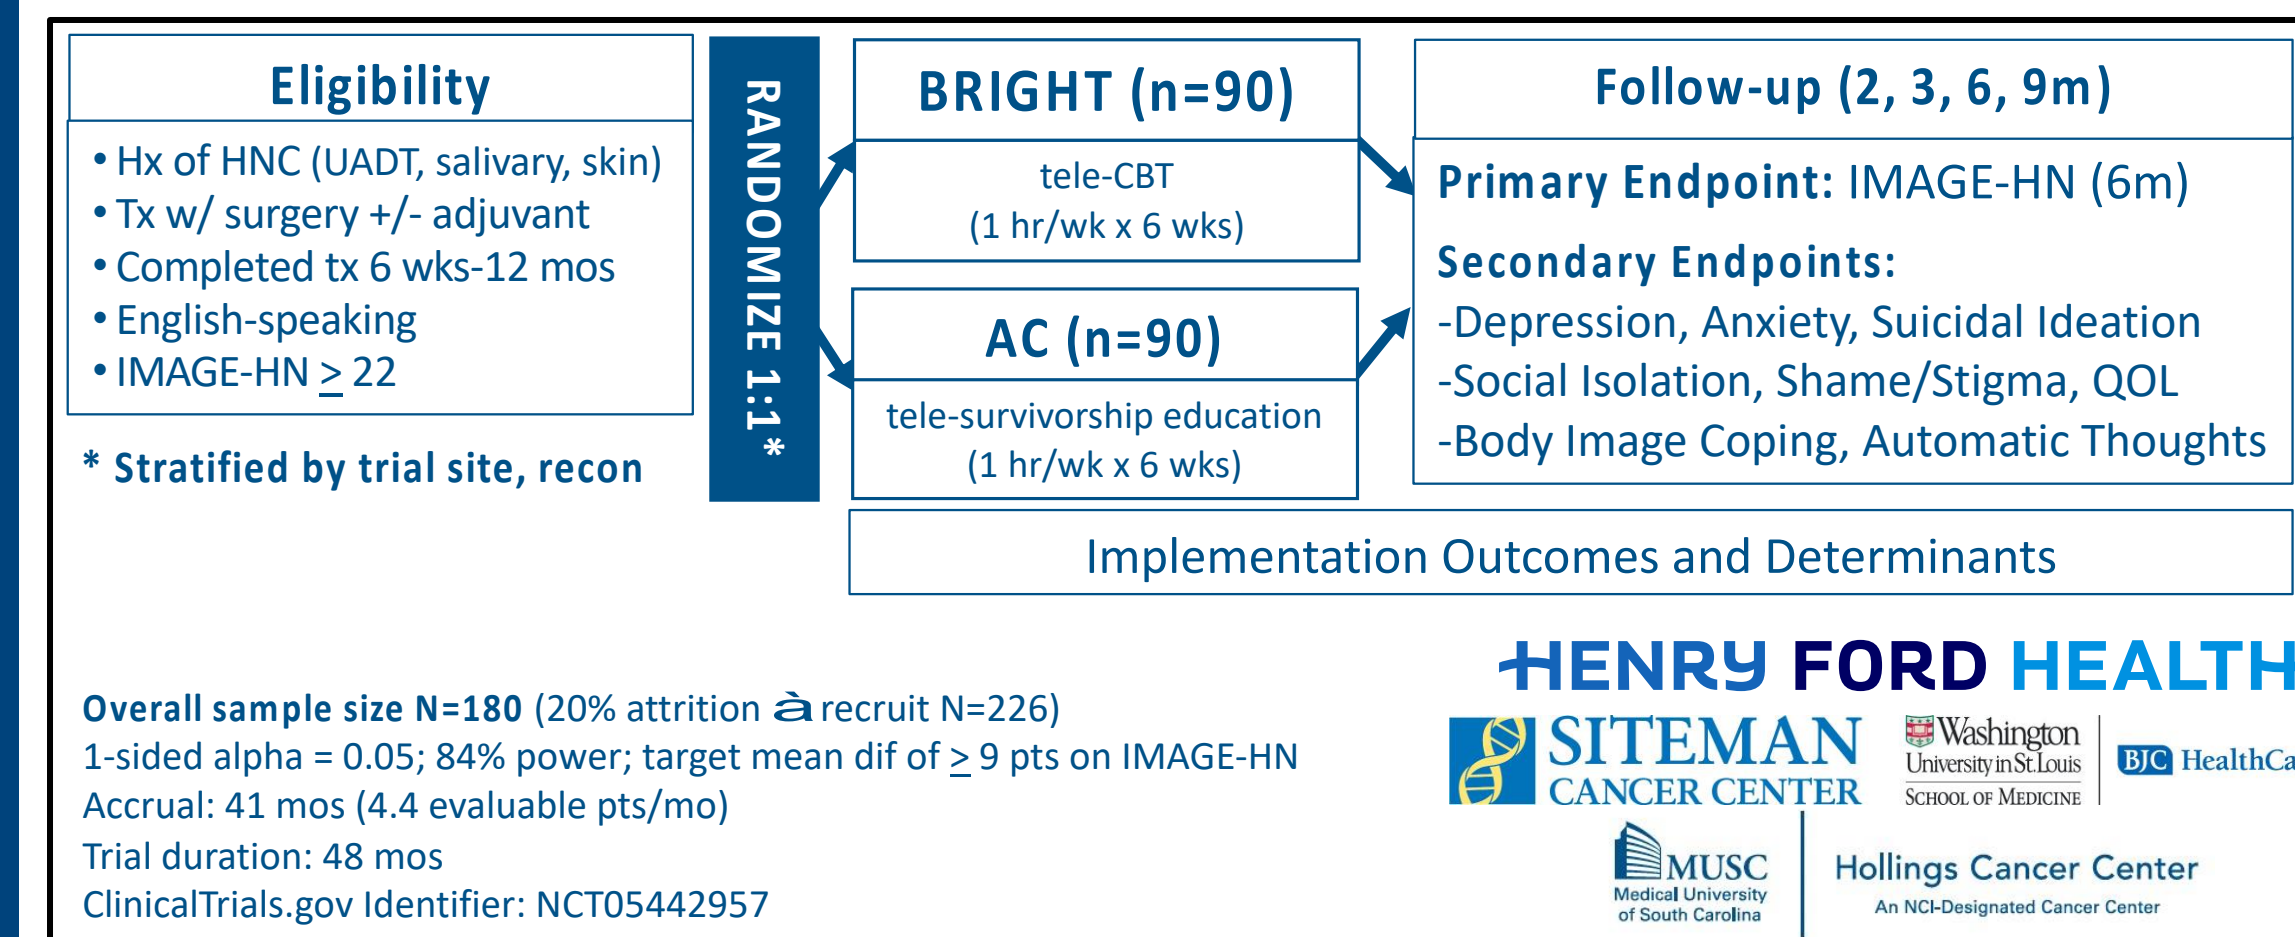 Eligibility
• Hx of HNC (UADT, salivary, skin)
• Tx w/ surgery +/- adjuvant
• Completed tx 6 wks-12 mos
• English-speaking
• IMAGE-HN ≥ 22
* Stratified by trial site, recon
RANDOMIZE 1:1*
BRIGHT (n=90)
tele-CBT
(1 hr/wk x 6 wks)
AC (n=90)
tele-survivorship education
(1 hr/wk x 6 wks)
Follow-up (2, 3, 6, 9m)
Primary Endpoint: IMAGE-HN (6m)
Secondary Endpoints:
-Depression, Anxiety, Suicidal Ideation
-Social Isolation, Shame/Stigma, QOL
-Body Image Coping, Automatic Thoughts
Implementation Outcomes and Determinants
Overall sample size N=180 (20% attrition à recruit N=226)
1-sided alpha = 0.05; 84% power; target mean dif of ≥ 9 pts on IMAGE-HN
Accrual: 41 mos (4.4 evaluable pts/mo)
Trial duration: 48 mos
ClinicalTrials.gov Identifier: NCT05442957
HENRY FORD HEALTH
SITEMAN
CANCER CENTER
Washington
University in St. Louis
SCHOOL OF MEDICINE
BJC HealthCa
MUSC
Medical University
of South Carolina
Hollings Cancer Center
An NCI-Designated Cancer Center